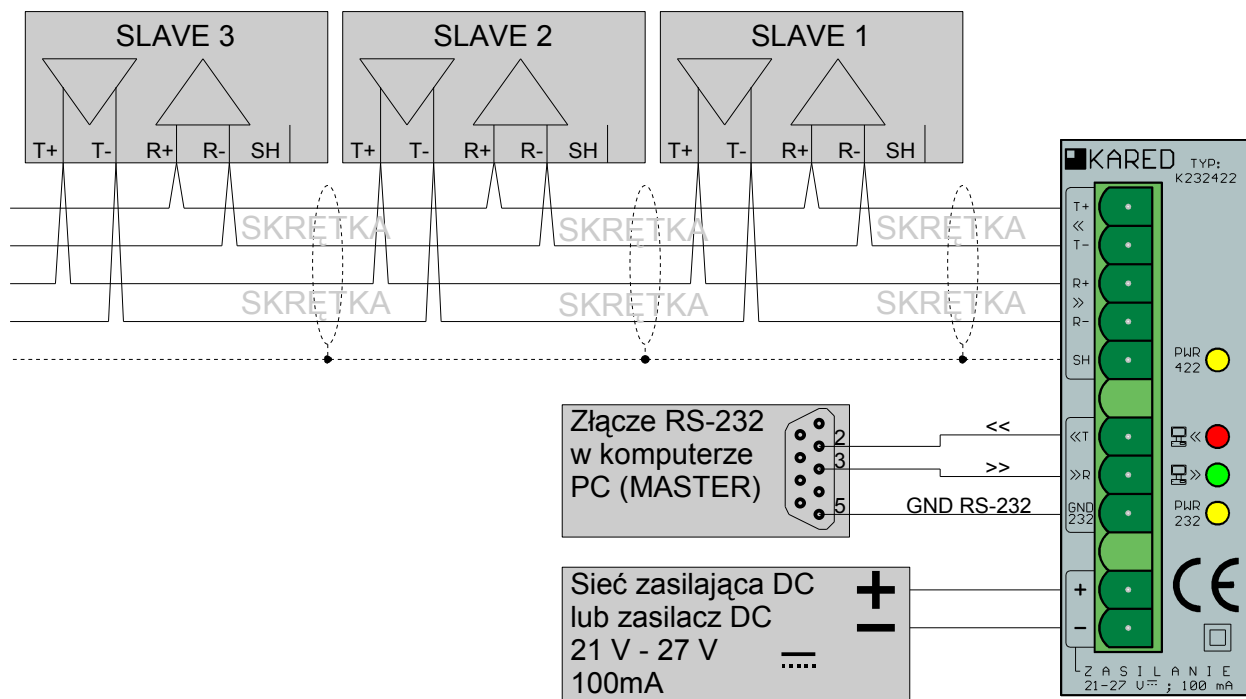 SLAVE 3
SLAVE 2
SLAVE 1
T+ T- R+ R- SH
T+ T- R+ R- SH
T+ T- R+ R- SH
SKRĘTKA SKRĘTKA SKRĘTKA
SKRĘTKA SKRĘTKA SKRĘTKA
KARED TYP:
K232422
T+
<<
T-
R+
>>
R-
SH
PWR
422
<<T
<<
>>R
>>
GND
232
PWR
232
CE
+
-
ZASILANIE
21-27 V ; 100 mA
Złącze RS-232
w komputerze
PC (MASTER)
2
3
5
<<
>>
GND RS-232
Sieć zasilająca DC
lub zasilacz DC
21 V - 27 V
100mA
+
-